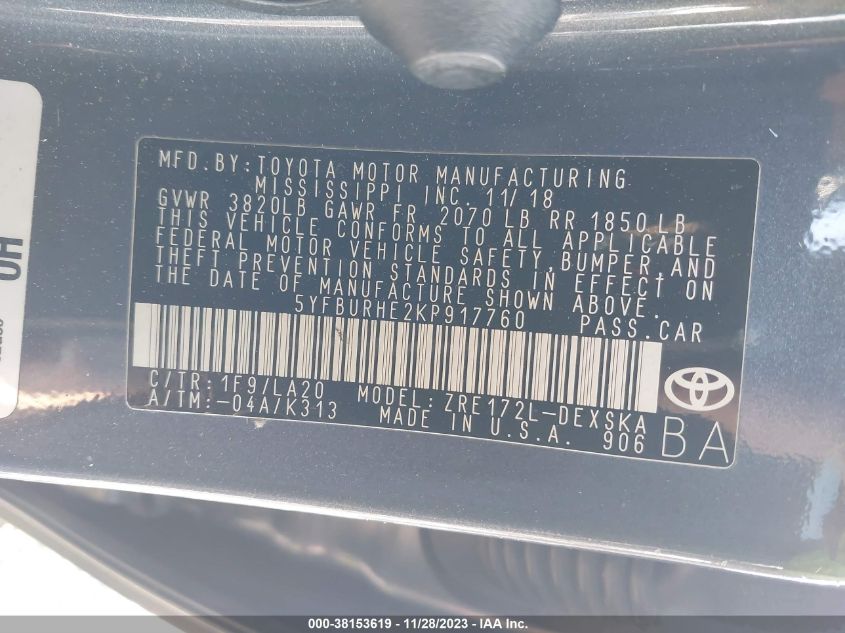 MFD.BY:TOYOTA MOTOR MANUFACTURING
MISSISSIPPI INC. 11/18
GVWR 3820LB GAWR FR 2070 LB RR 1850 LB
THIS VEHICLE CONFORMS TO ALL APPLICABLE
FEDERAL MOTOR VEHICLE SAFETY,BUMPER,AND
THEFT PREVENTION STANDARDS IN EFFECT ON
THE DATE OF MANUFACTURE SHOWN ABOVE.
5YFBURHE2KP917760 PASS.CAR
C/TR:1F9/LA20 MODEL:ZRE172L-DEXSKA
A/TM:-04A/K313 MADE IN U.S.A. 906
BA
OH
000-38153619 - 11/28/2023 - IAA, Inc.